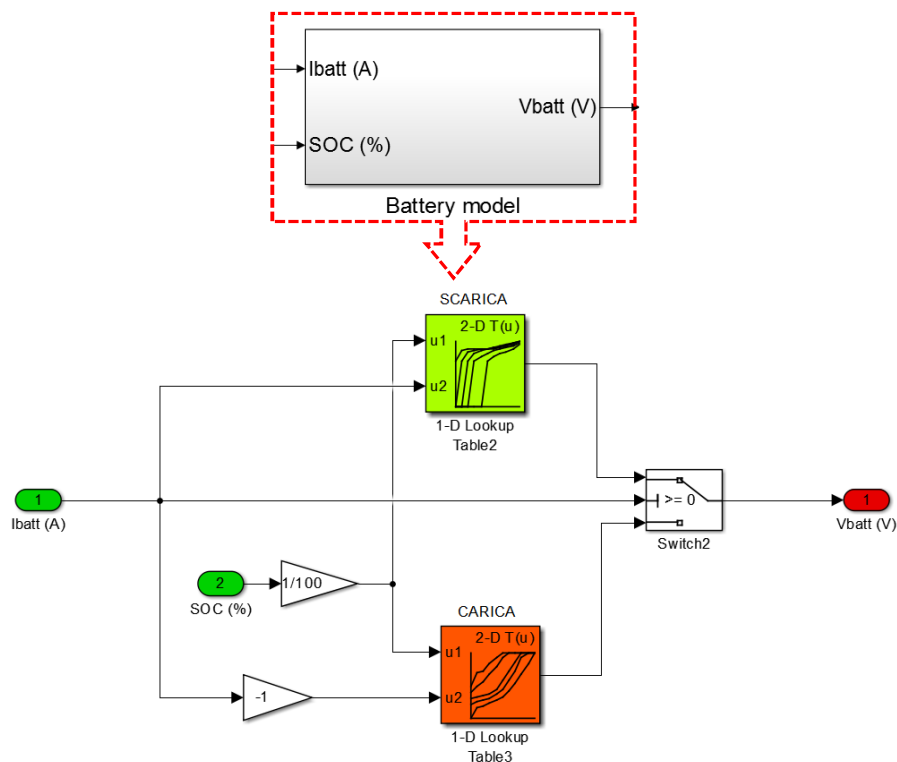 Ibatt (A)
Vbatt (V)
SOC (%)
Battery model
SCARICA
2-D T(u)
u1
u2
1-D Lookup
Table2
1
Ibatt (A)
>= 0
Switch2
1
Vbatt (V)
2
SOC (%)
1/100
CARICA
2-D T(u)
u1
u2
-1
1-D Lookup
Table3